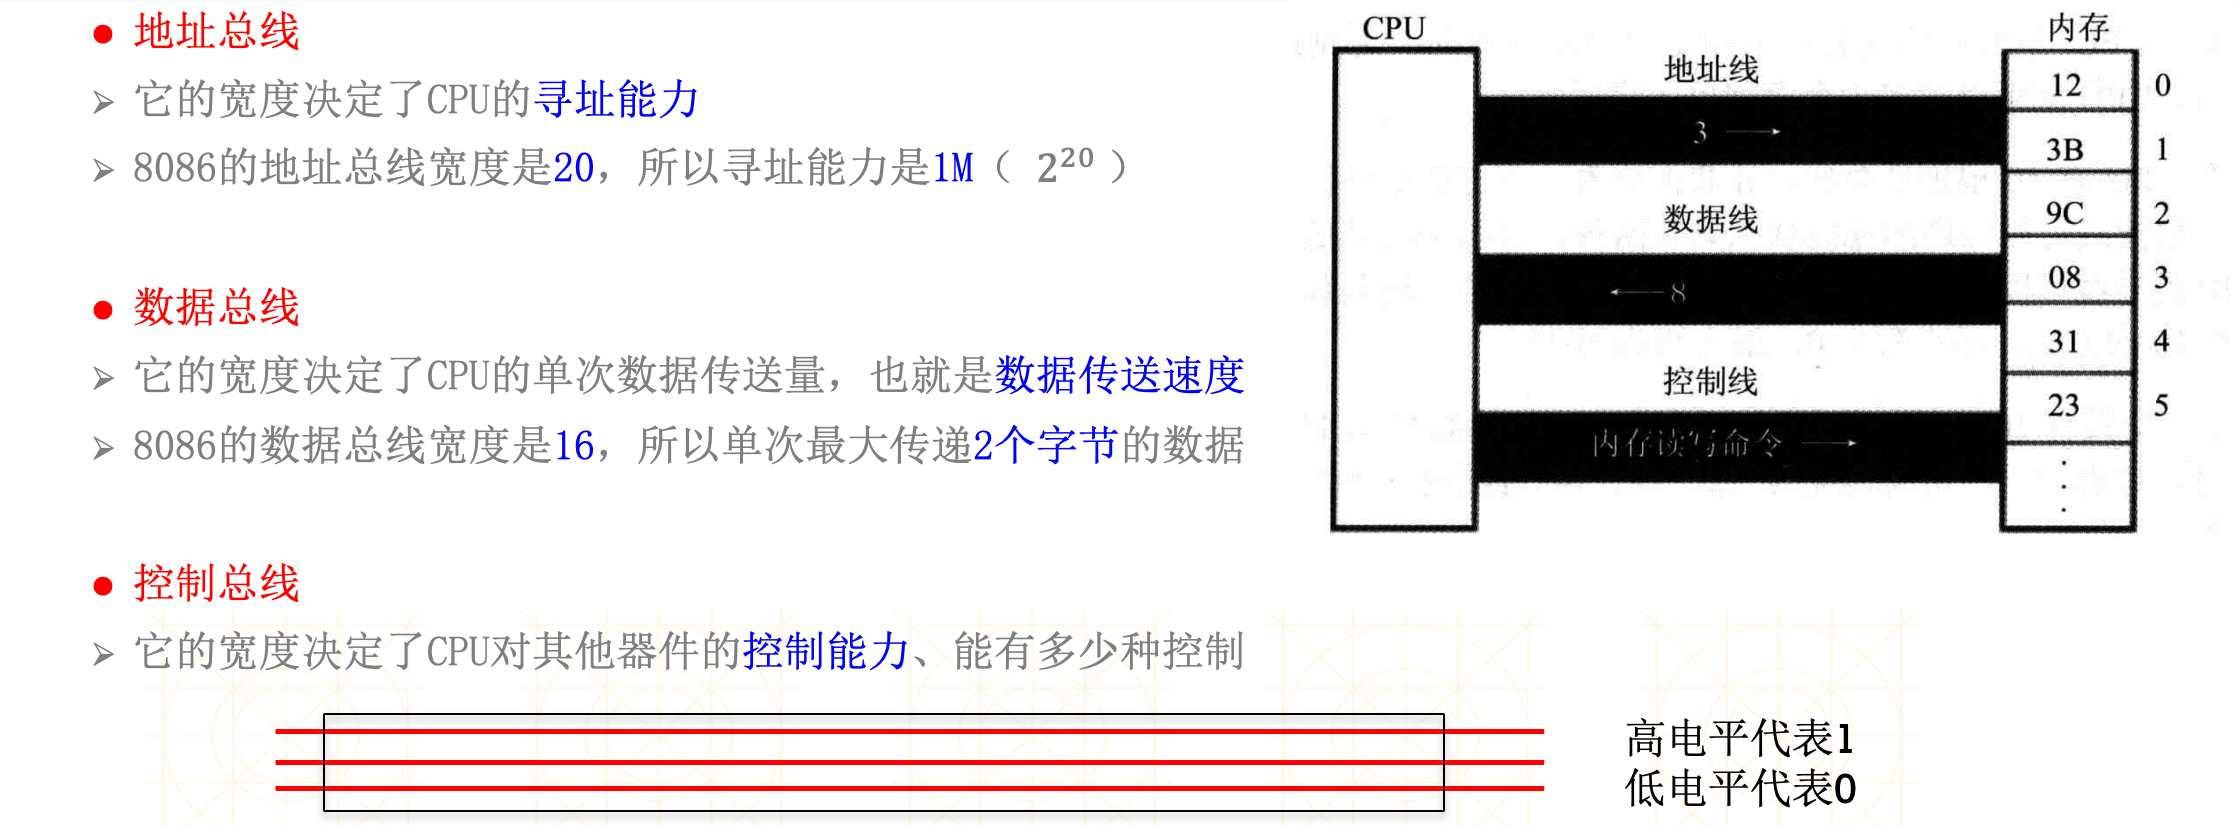 地址总线
它的宽度决定了CPU的寻址能力
8086的地址总线宽度是20，所以寻址能力是1M（ 2²⁰ ）
数据总线
它的宽度决定了CPU的单次数据传送量，也就是数据传送速度
8086的数据总线宽度是16，所以单次最大传递2个字节的数据
控制总线
它的宽度决定了CPU对其他器件的控制能力、能有多少种控制
CPU
内存
地址线
3 →
数据线
← 8
控制线
内存读写命令 →
12 0
3B 1
9C 2
08 3
31 4
23 5
高电平代表1
低电平代表0